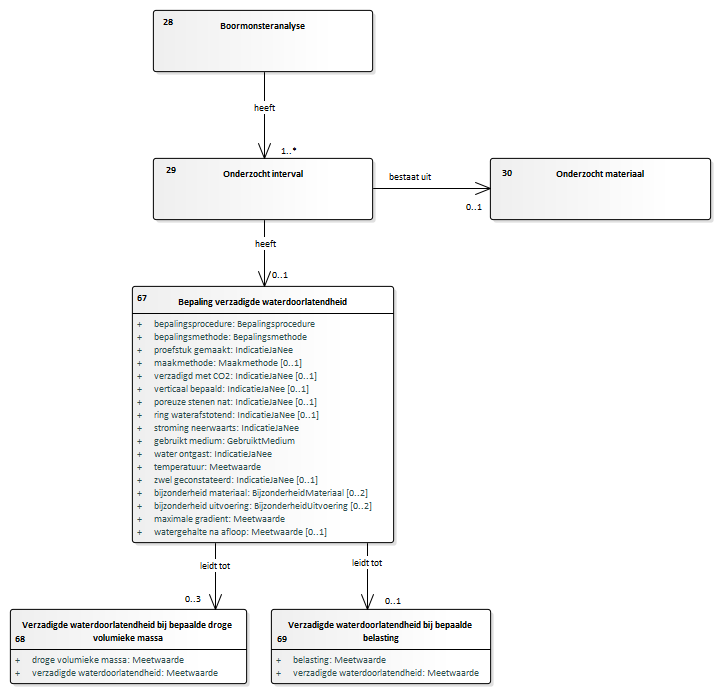 28
Boormonsteranalyse
heeft
1..*
29
Onderzocht interval
bestaat uit
0..1
30
Onderzocht materiaal
heeft
0..1
67
Bepaling verzadigde waterdoorlatendheid
+ bepalingsprocedure: Bepalingsprocedure
+ bepalingsmethode: Bepalingsmethode
+ proefstuk gemaakt: IndicatieJaNee
+ maakmethode: Maakmethode [0..1]
+ verzadigd met CO2: IndicatieJaNee [0..1]
+ verticaal bepaald: IndicatieJaNee [0..1]
+ poreuze stenen nat: IndicatieJaNee [0..1]
+ ring waterafstotend: IndicatieJaNee [0..1]
+ stroming neerwaarts: IndicatieJaNee
+ gebruikt medium: GebruiktMedium
+ water ontgast: IndicatieJaNee
+ temperatuur: Meetwaarde
+ zwel geconstateerd: IndicatieJaNee [0..1]
+ bijzonderheid materiaal: BijzonderheidMateriaal [0..2]
+ bijzonderheid uitvoering: BijzonderheidUitvoering [0..2]
+ maximale gradient: Meetwaarde
+ watergehalte na afloop: Meetwaarde [0..1]
leidt tot
0..3
leidt tot
0..1
Verzadigde waterdoorlatendheid bij bepaalde droge
68 volumieke massa
+ droge volumieke massa: Meetwaarde
+ verzadigde waterdoorlatendheid: Meetwaarde
Verzadigde waterdoorlatendheid bij bepaalde
69 belasting
+ belasting: Meetwaarde
+ verzadigde waterdoorlatendheid: Meetwaarde